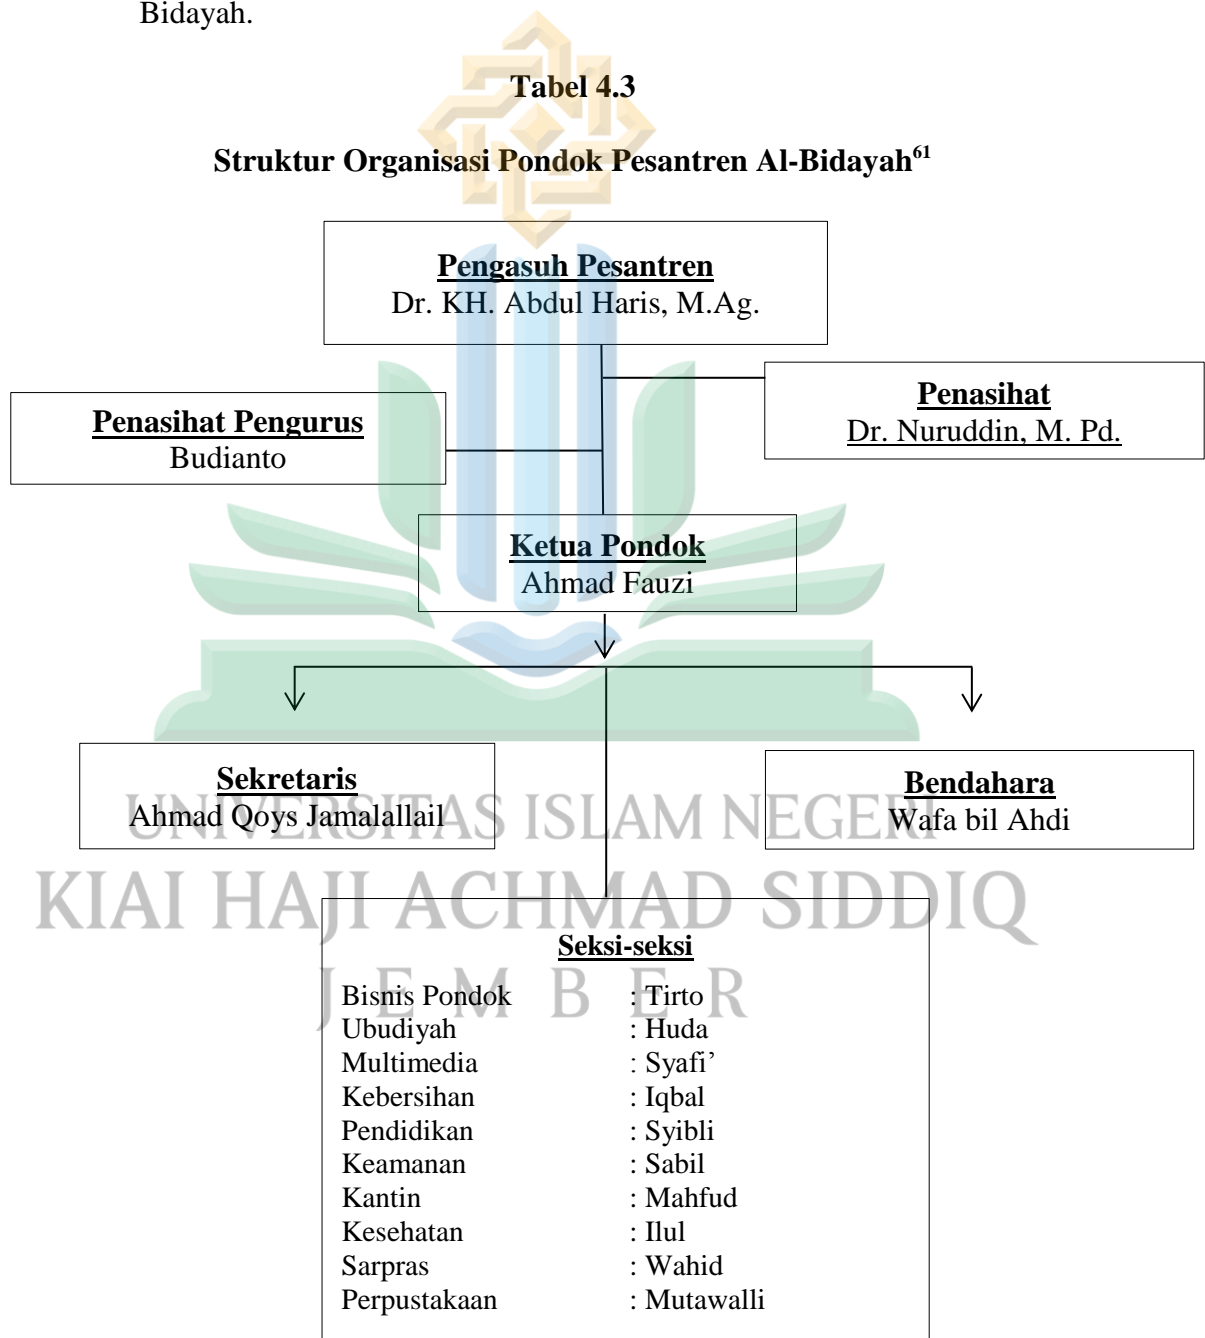 Bidayah.
Tabel 4.3
Struktur Organisasi Pondok Pesantren Al-Bidayah61
Pengasuh Pesantren
Dr. KH. Abdul Haris, M.Ag.
Penasihat
Dr. Nuruddin, M. Pd.
Penasihat Pengurus
Budianto
Ketua Pondok
Ahmad Fauzi
Sekretaris
Ahmad Qoys Jamalallail
Bendahara
Wafa bil Ahdi
UNIVERSITAS ISLAM NEGERI
KIAI HAJI ACHMAD SIDDIQ
JEMBER
Seksi-seksi
Bisnis Pondok : Tirto
Ubudiyah : Huda
Multimedia : Syafi’
Kebersihan : Iqbal
Pendidikan : Syibli
Keamanan : Sabil
Kantin : Mahfud
Kesehatan : Ilul
Sarpras : Wahid
Perpustakaan : Mutawalli